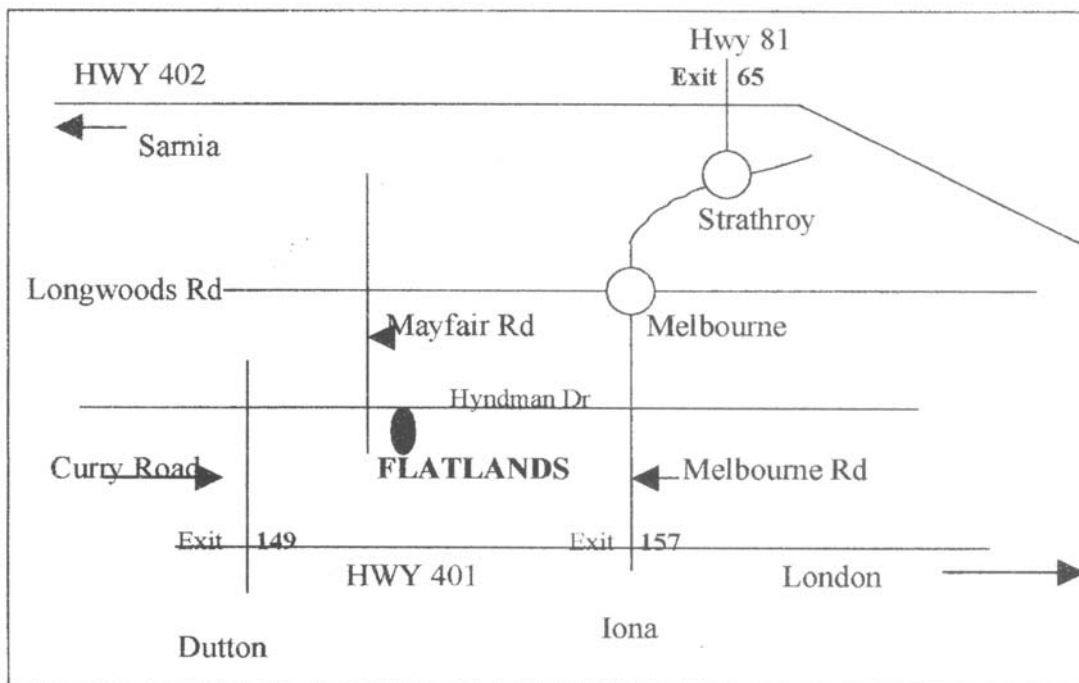 Hwy 81
HWY 402
Exit 65
Sarnia
Strathroy
Longwoods Rd
Mayfair Rd
Melbourne
Hyndman Dr
Curry Road
FLATLANDS
Melbourne Rd
Exit 149
Exit 157
HWY 401
London
Iona
Dutton